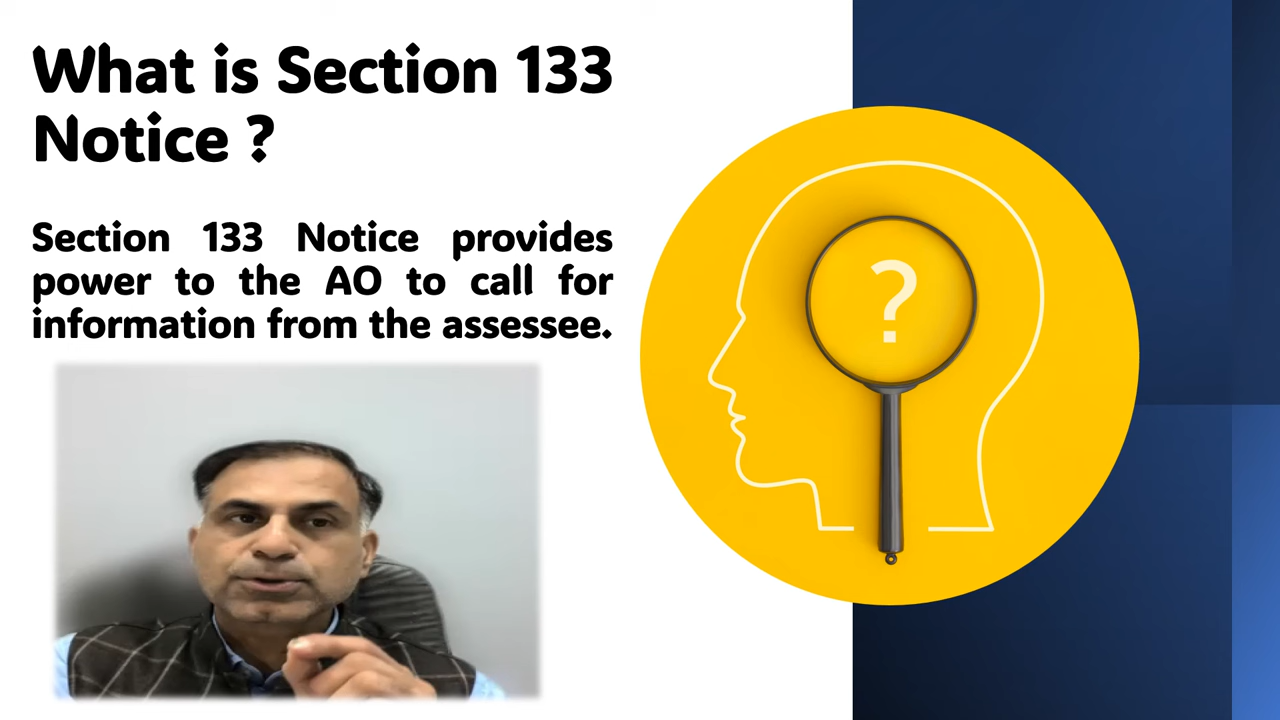 What is Section 133
Notice ?
Section 133 Notice provides
power to the AO to call for
information from the assessee.
?